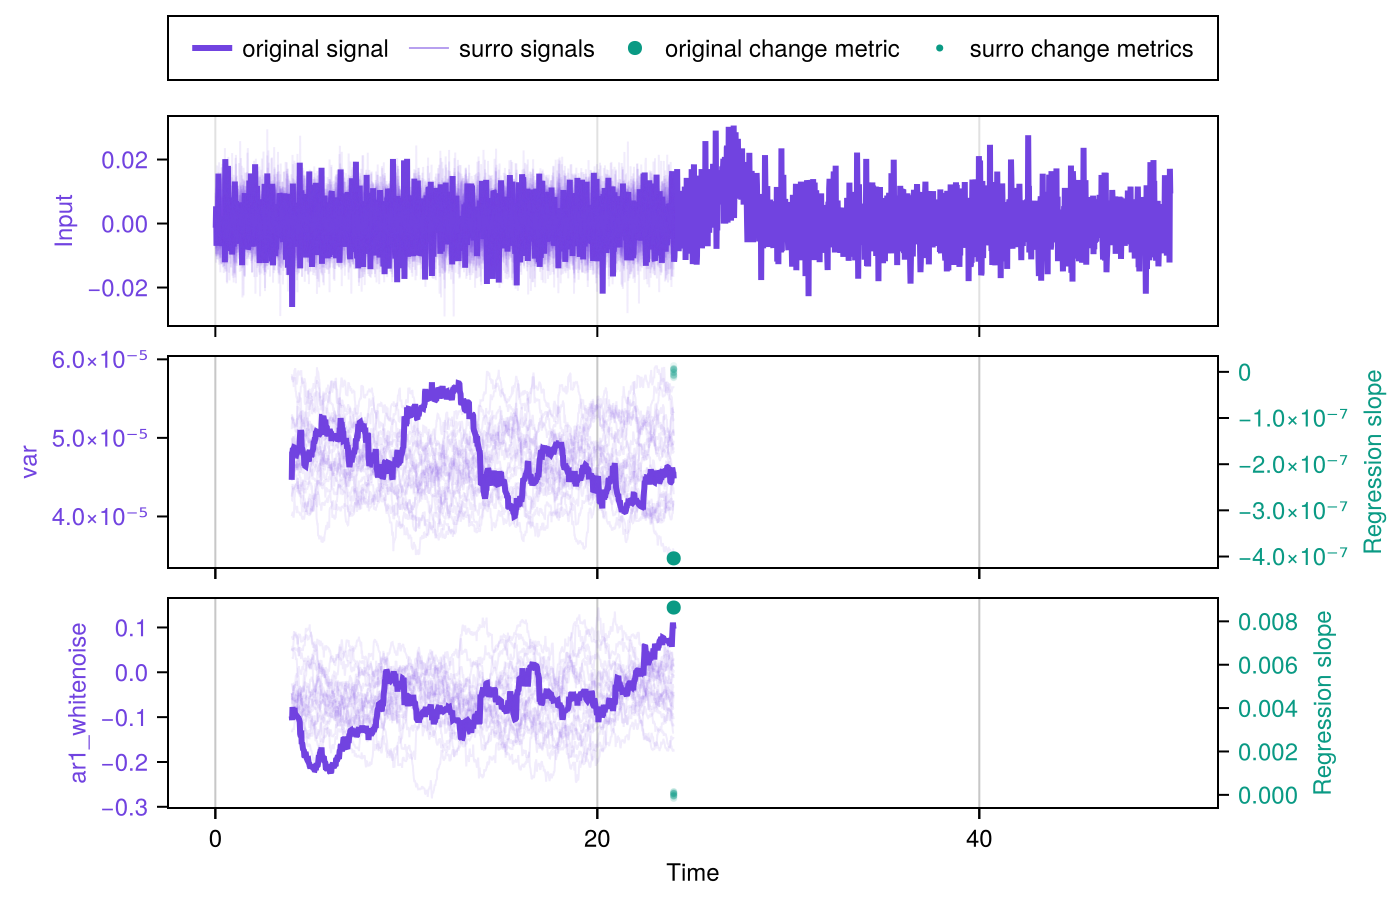 original signal surro signals original change metric surro change metrics
Input
0.02
0.00
−0.02
var
6.0×10⁻⁵
5.0×10⁻⁵
4.0×10⁻⁵
0
−1.0×10⁻⁷
−2.0×10⁻⁷
−3.0×10⁻⁷
−4.0×10⁻⁷
Regression slope
ar1_whitenoise
0.1
0.0
−0.1
−0.2
−0.3
0.008
0.006
0.004
0.002
0.000
Regression slope
0 20 40
Time